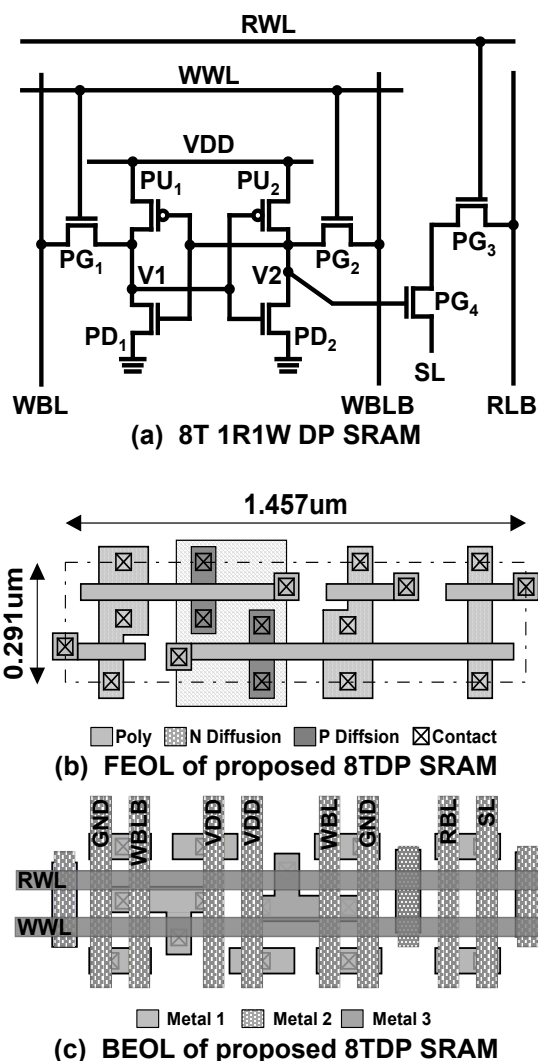 RWL
WWL
VDD
PU1 PU2
PG1 V1 V2 PG2 PG3
PD1 PD2 PG4
SL
WBL WBLB RLB
(a) 8T 1R1W DP SRAM
1.457um
0.291um
Poly N Diffusion P Diffsion Contact
(b) FEOL of proposed 8TDP SRAM
GND WBLB VDD VDD WBL GND RBL SL
RWL
WWL
Metal 1 Metal 2 Metal 3
(c) BEOL of proposed 8TDP SRAM